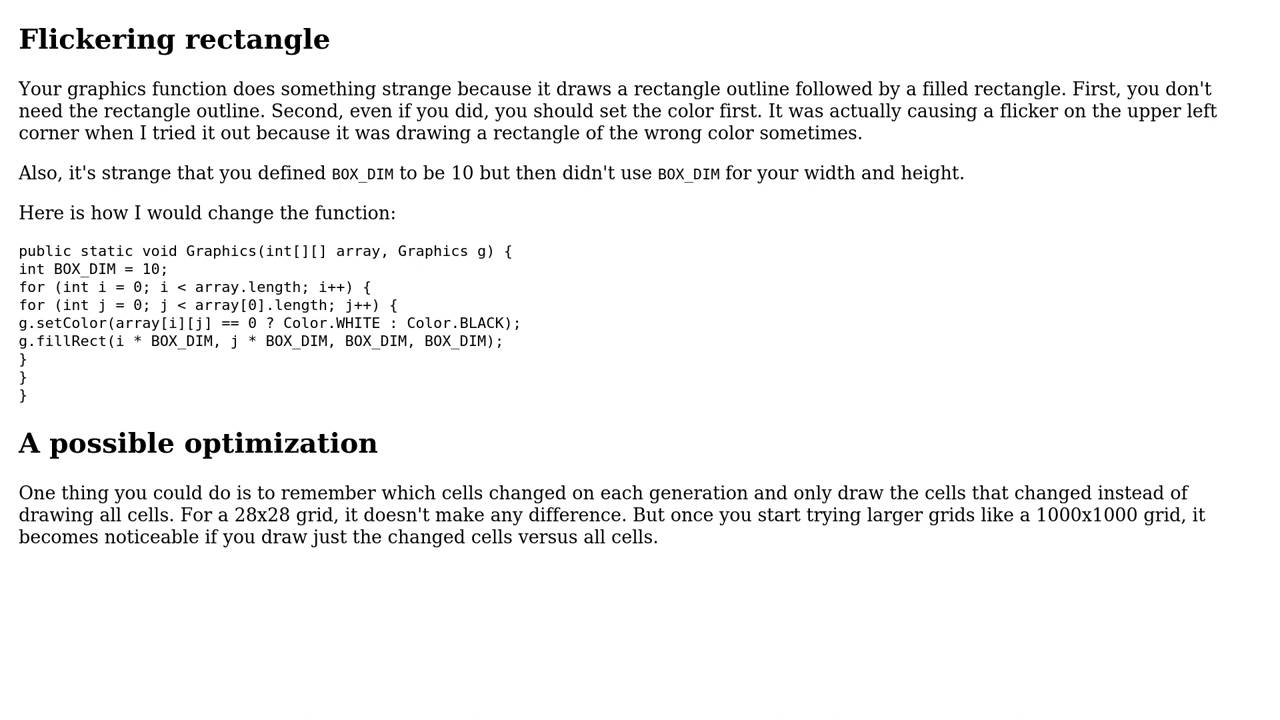 Flickering rectangle
Your graphics function does something strange because it draws a rectangle outline followed by a filled rectangle. First, you don't
need the rectangle outline. Second, even if you did, you should set the color first. It was actually causing a flicker on the upper left
corner when I tried it out because it was drawing a rectangle of the wrong color sometimes.
Also, it's strange that you defined BOX_DIM to be 10 but then didn't use BOX_DIM for your width and height.
Here is how I would change the function:
public static void Graphics(int[][] array, Graphics g) {
int BOX_DIM = 10;
for (int i = 0; i < array.length; i++) {
for (int j = 0; j < array[0].length; j++) {
g.setColor(array[i][j] == 0 ? Color.WHITE : Color.BLACK);
g.fillRect(i * BOX_DIM, j * BOX_DIM, BOX_DIM, BOX_DIM);
}
}
}
A possible optimization
One thing you could do is to remember which cells changed on each generation and only draw the cells that changed instead of
drawing all cells. For a 28x28 grid, it doesn't make any difference. But once you start trying larger grids like a 1000x1000 grid, it
becomes noticeable if you draw just the changed cells versus all cells.